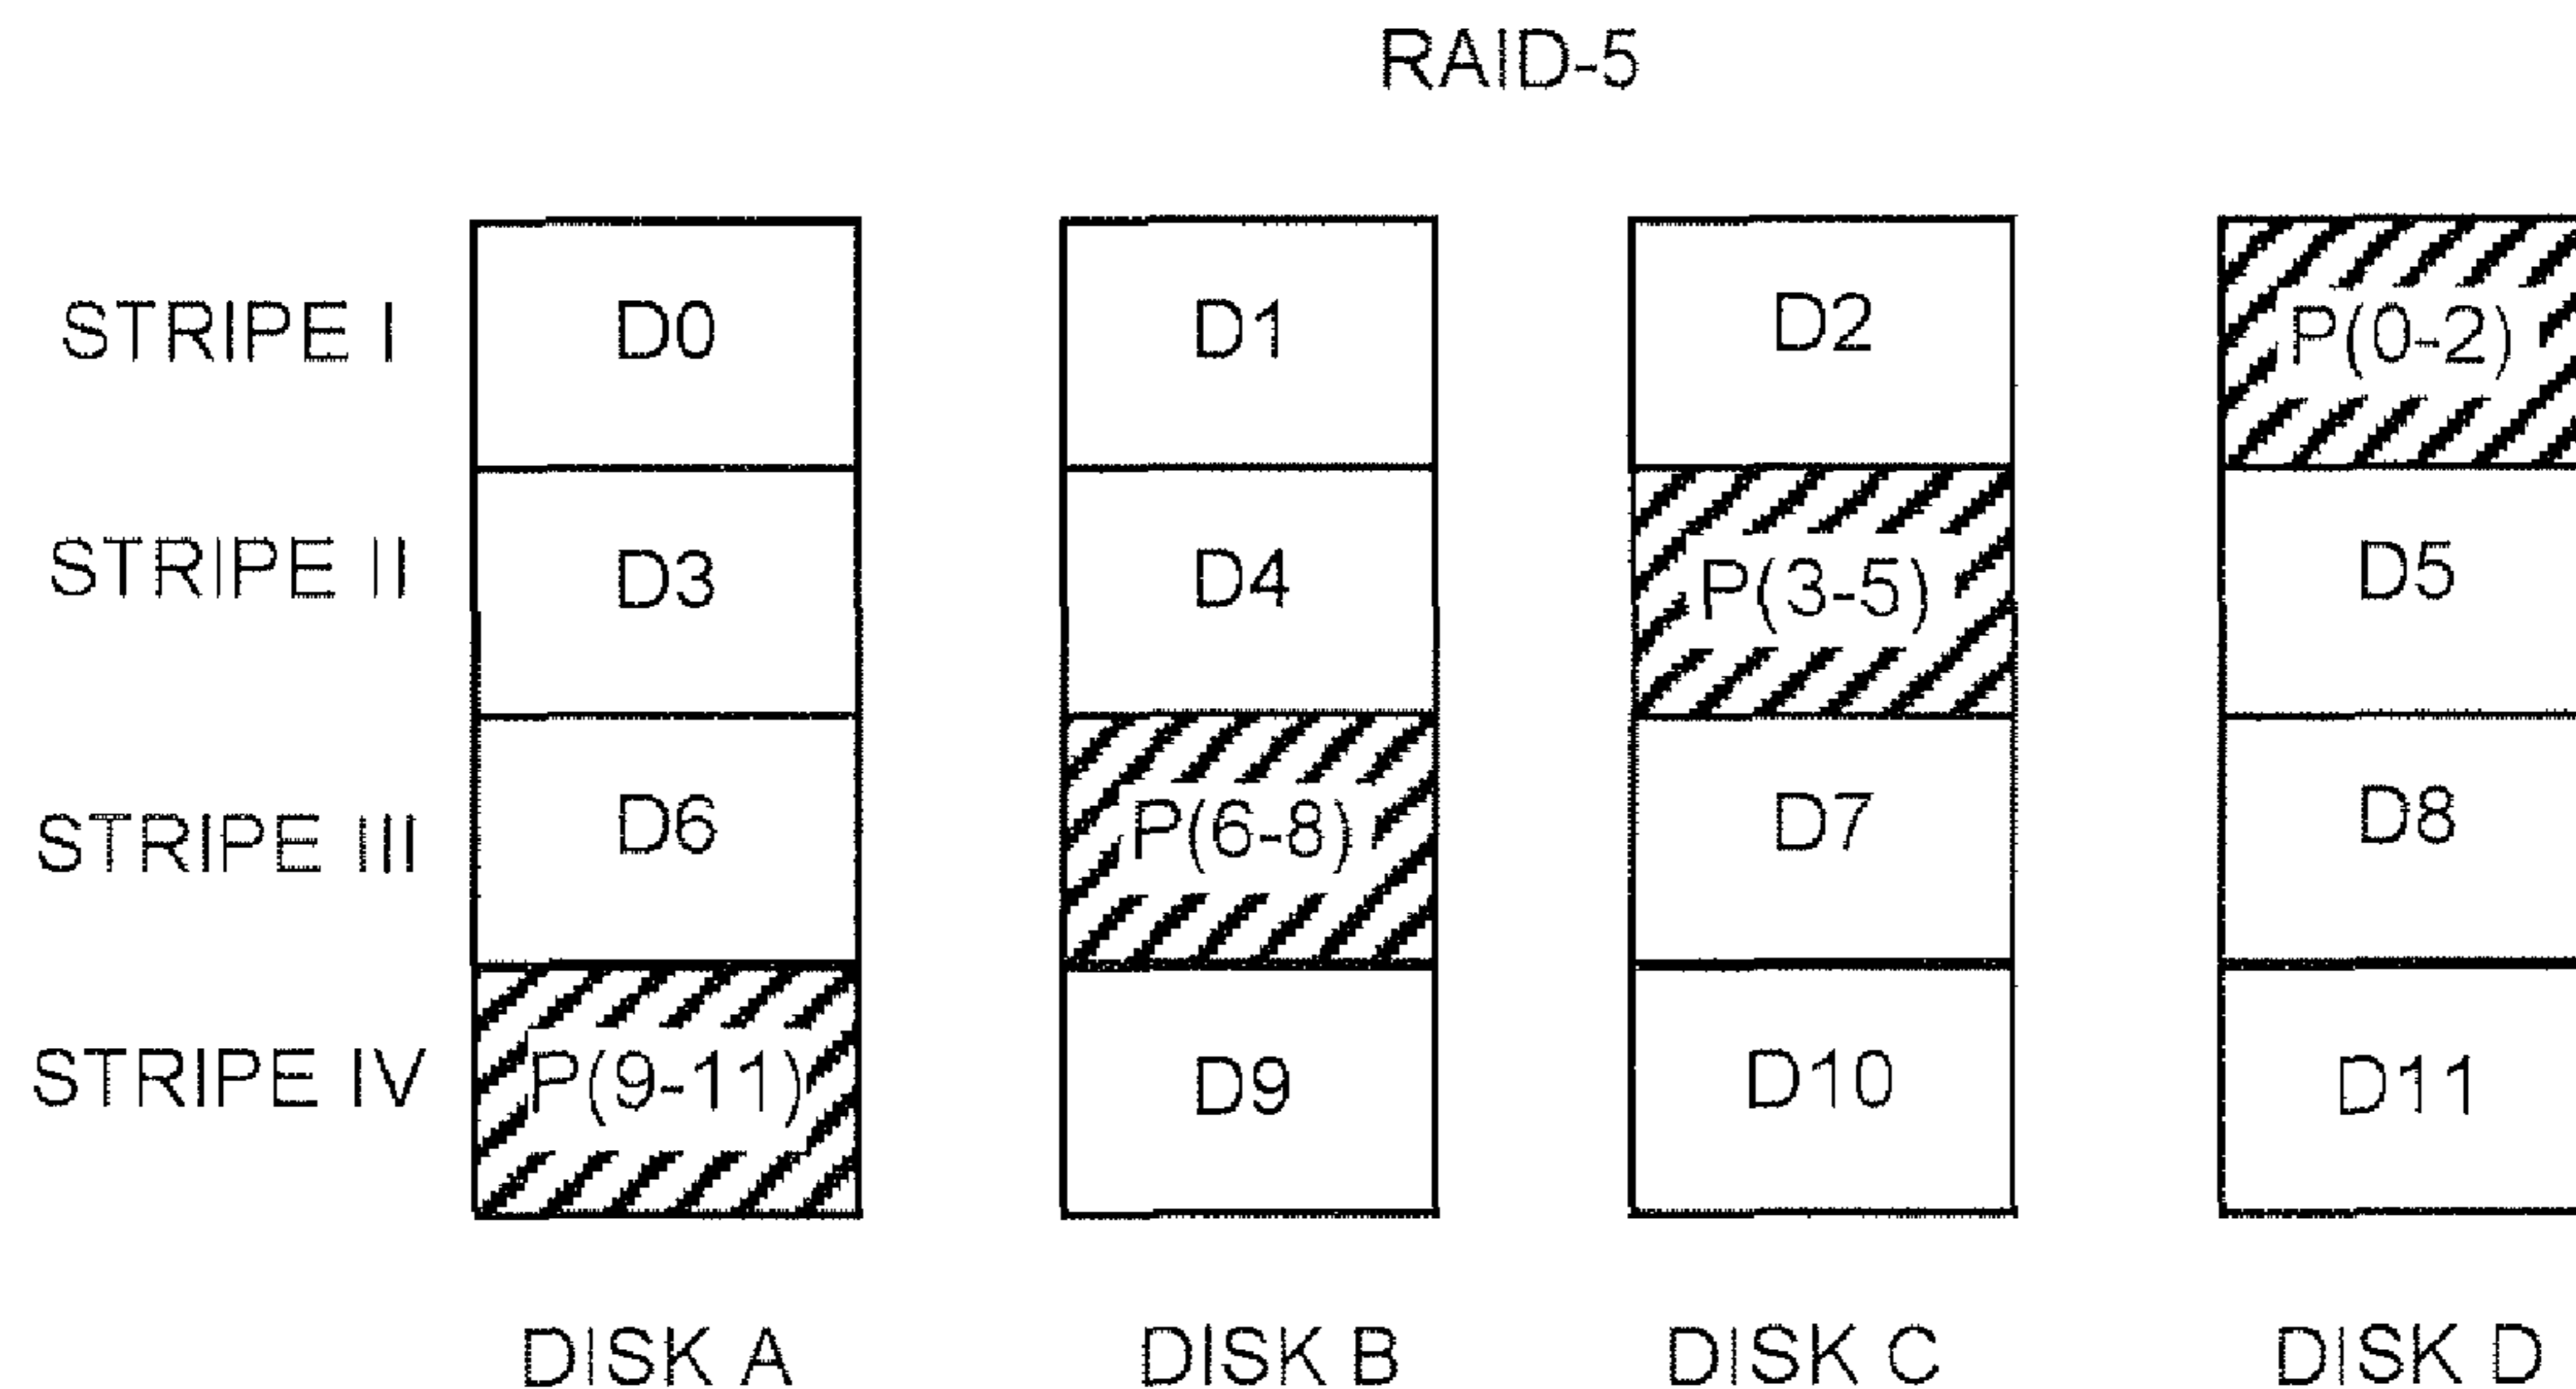 RAID-5
STRIPE I D0 D1 D2 P(0-2)
STRIPE II D3 D4 P(3-5) D5
STRIPE III D6 P(6-8) D7 D8
STRIPE IV P(9-11) D9 D10 D11
DISK A DISK B DISK C DISK D